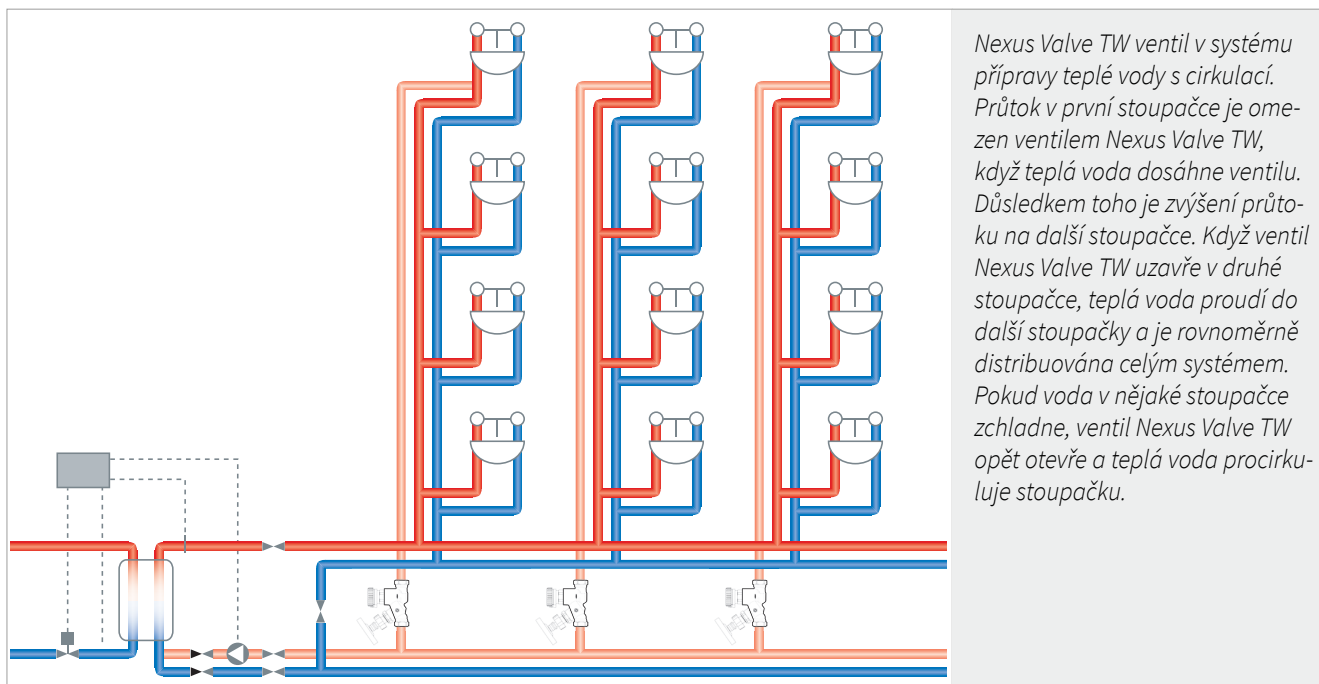 Nexus Valve TW ventil v systému
přípravy teplé vody s cirkulací.
Průtok v první stoupačce je ome-
zen ventilem Nexus Valve TW,
když teplá voda dosáhne ventilu.
Důsledkem toho je zvýšení průto-
ku na další stoupačce. Když ventil
Nexus Valve TW uzavře v druhé
stoupačce, teplá voda proudí do
další stoupačky a je rovnoměrně
distribuována celým systémem.
Pokud voda v nějaké stoupačce
zchladne, ventil Nexus Valve TW
opět otevře a teplá voda procirku-
luje stoupačku.